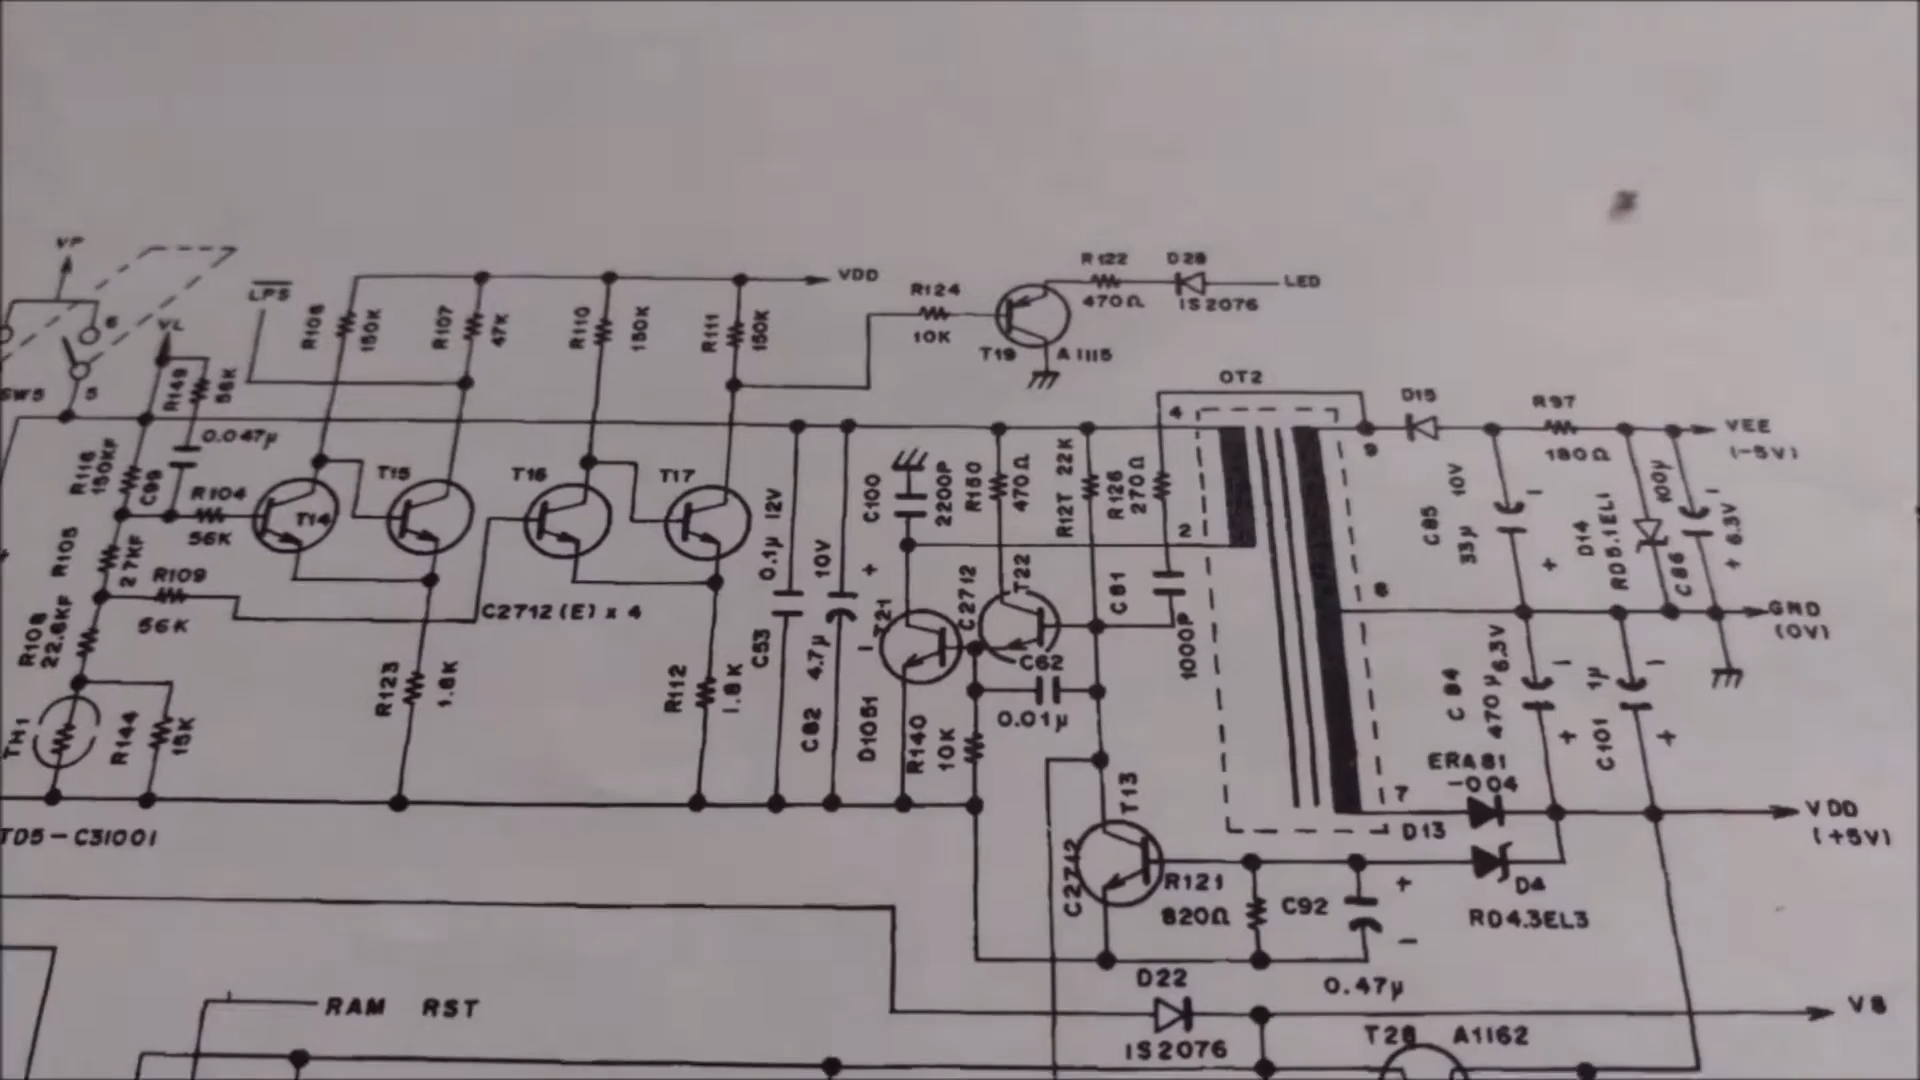 VP
6
5
SW5
LPS
VL
R149
56K
0.047μ
R116
150KF
C99
R104
56K
R105
27KF
R109
56K
R106
22.6KF
TH1
R144
15K
TD5-C31001
R108
150K
R107
47K
R110
150K
R111
150K
VDD
R124
10K
T19
A1115
R122
470Ω
D28
1S2076
LED
T14
T15
T16
T17
C2712(E)x4
R123
1.8K
R112
1.8K
C53
0.1μ 12V
C82
4.7μ 10V
+
-
C100
2200P
R150
470Ω
R127 22K
R126
270Ω
T21
D1051
C2712
T22
C62
0.01μ
R140
10K
C81
1000P
OT2
4
2
9
8
7
D15
R97
180Ω
VEE
(-5V)
C85
33μ 10V
-
+
D14
RD5.1EL1
100μ
C86
-
+ 6.3V
GND
(0V)
C84
470μ 6.3V
-
+
C101
1μ
-
+
ERA81
-004
D13
VDD
(+5V)
T13
C2712
R121
820Ω
C92
+
-
0.47μ
D4
RD4.3EL3
D22
1S2076
VB
T28 A1162
RAM RST